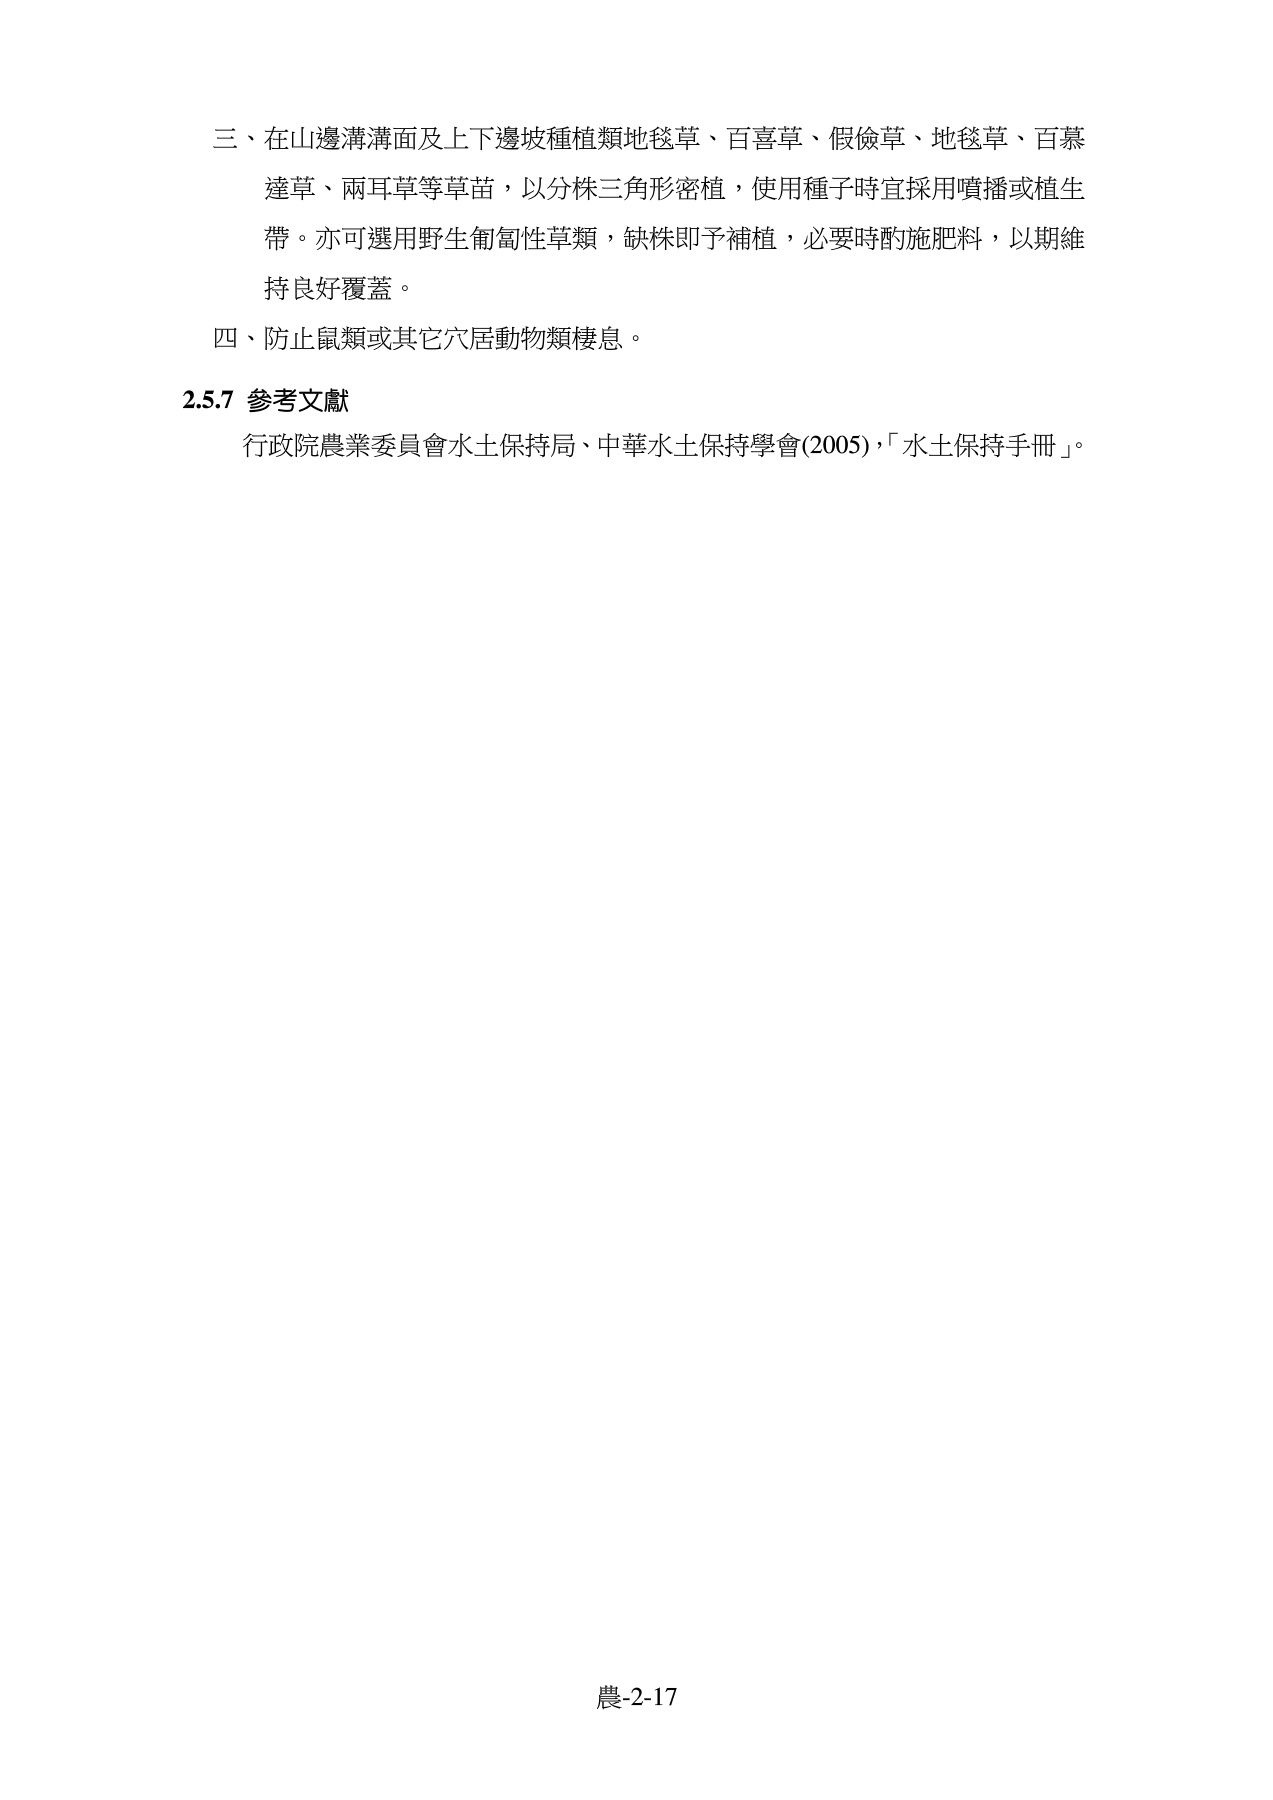 三、在山邊溝溝面及上下邊坡種植類地毯草、百喜草、假儉草、地毯草、百慕
達草、兩耳草等草苗，以分株三角形密植，使用種子時宜採用噴播或植生
帶。亦可選用野生匍匐性草類，缺株即予補植，必要時酌施肥料，以期維
持良好覆蓋。
四、防止鼠類或其它穴居動物類棲息。
2.5.7 參考文獻
行政院農業委員會水土保持局、中華水土保持學會(2005)，「水土保持手冊」。
農-2-17